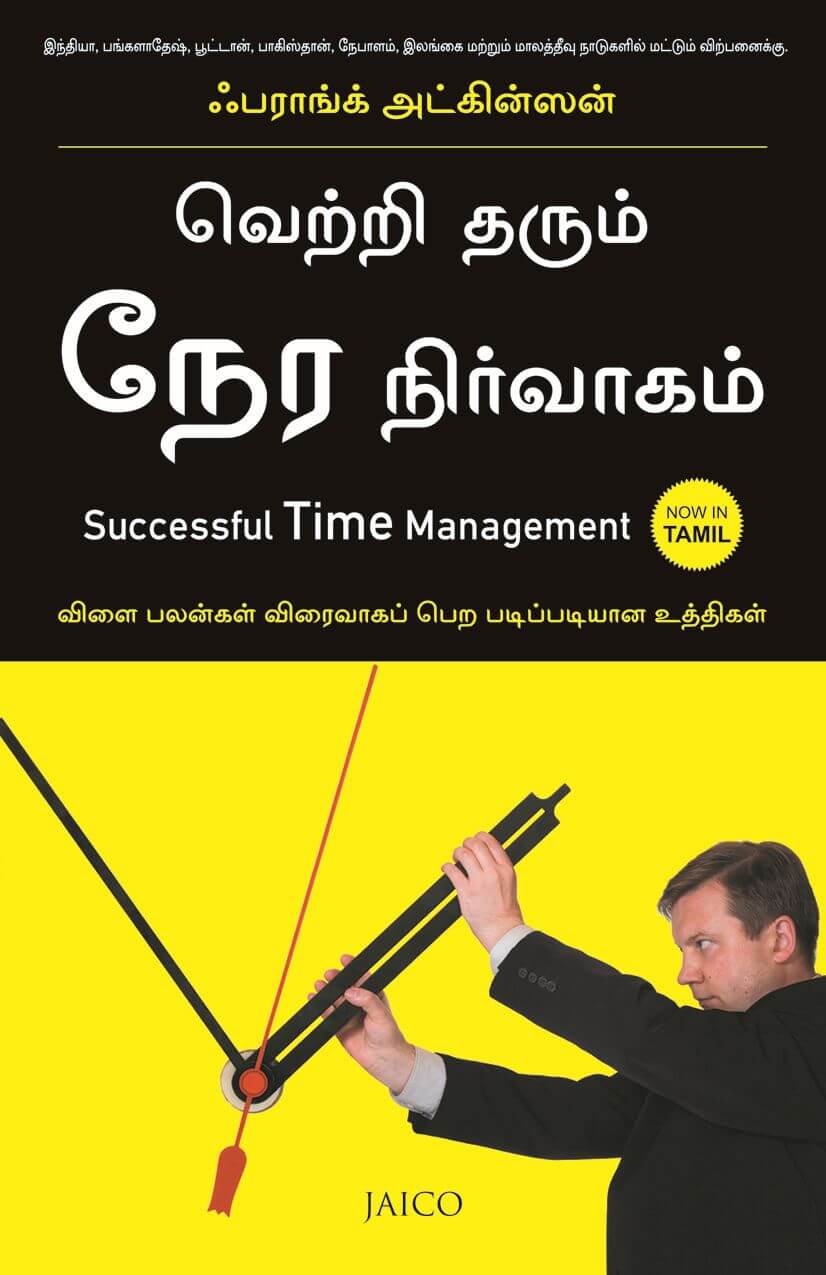 இந்தியா, பங்களாதேஷ், பூட்டான், பாகிஸ்தான், நேபாளம், இலங்கை மற்றும் மாலத்தீவு நாடுகளில் மட்டும் விற்பனைக்கு.
ஃபராங்க் அட்கின்ஸன்
வெற்றி தரும்
நேர நிர்வாகம்
Successful Time Management
NOW IN
TAMIL
விளை பலன்கள் விரைவாகப் பெற படிப்படியான உத்திகள்
JAICO